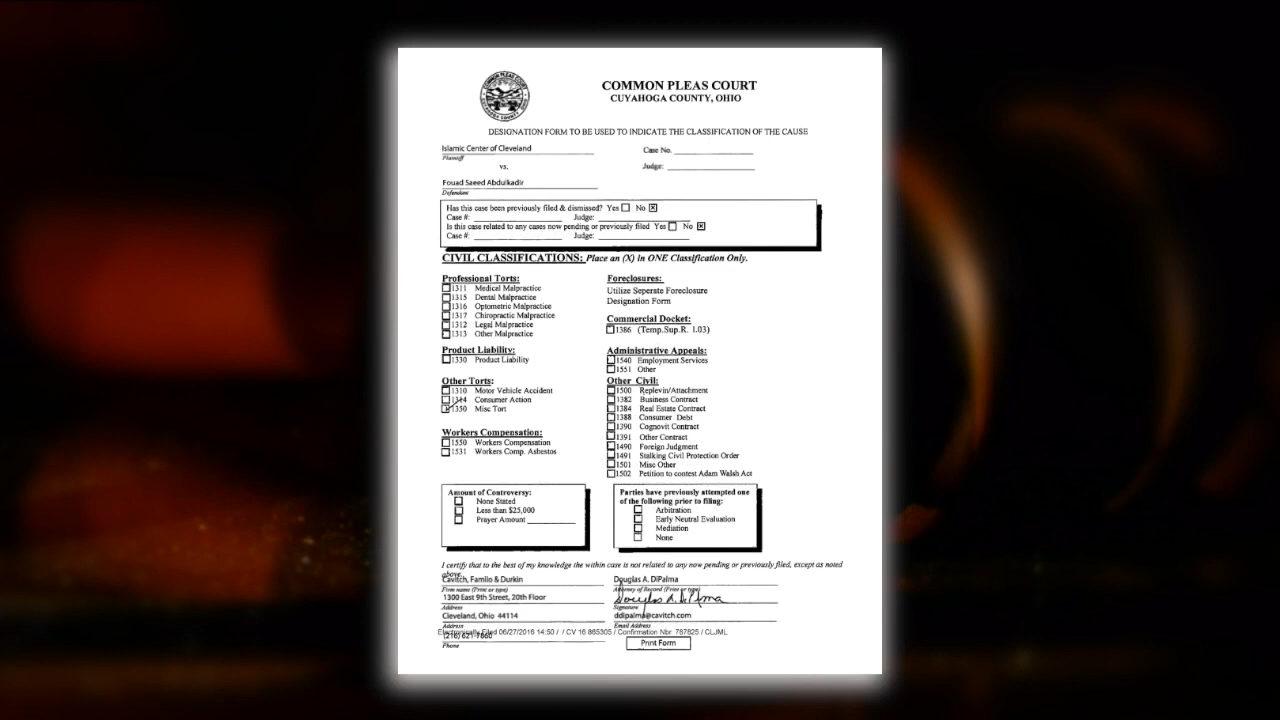 COMMON PLEAS COURT
CUYAHOGA COUNTY, OHIO
DESIGNATION FORM TO BE USED TO INDICATE THE CLASSIFICATION OF THE CAUSE
Islamic Center of Cleveland
Plaintiff
Case No.
vs.
Judge:
Fouad Saeed Abdulkadir
Defendant
Has this case been previously filed & dismissed? Yes No
Case #: Judge:
Is this case related to any cases now pending or previously filed Yes No
Case #: Judge:
CIVIL CLASSIFICATIONS: Place an (X) in ONE Classification Only.
Professional Torts:
1311 Medical Malpractice
1315 Dental Malpractice
1316 Optometric Malpractice
1317 Chiropractic Malpractice
1312 Legal Malpractice
1313 Other Malpractice
Product Liability:
1330 Product Liability
Other Torts:
1310 Motor Vehicle Accident
1314 Consumer Action
1350 Misc Tort
Workers Compensation:
1550 Workers Compensation
1531 Workers Comp. Asbestos
Foreclosures:
Utilize Seperate Foreclosure
Designation Form
Commercial Docket:
1386 (Temp.Sup.R. 1.03)
Administrative Appeals:
1540 Employment Services
1551 Other
Other Civil:
1500 Replevin/Attachment
1382 Business Contract
1384 Real Estate Contract
1388 Consumer Debt
1390 Cognovit Contract
1391 Other Contract
1490 Foreign Judgment
1491 Stalking Civil Protection Order
1501 Misc Other
1502 Petition to contest Adam Walsh Act
Amount of Controversy:
None Stated
Less than $25,000
Prayer Amount
Parties have previously attempted one
of the following prior to filing:
Arbitration
Early Neutral Evaluation
Mediation
None
I certify that to the best of my knowledge the within case is not related to any now pending or previously filed, except as noted
above.
Cavitch, Familo & Durkin
Firm name (Print or type)
1300 East 9th Street, 20th Floor
Address
Cleveland, Ohio 44114
Address
(216) 621-7860
Phone
Douglas A. DiPalma
Attorney of Record (Print or type)
Douglas A. DiPalma
Signature
ddipalma@cavitch.com
Email Address
Electronically Filed 06/27/2016 14:50 / / CV 16 865305 / Confirmation Nbr. 787825 / CLJML
Print Form